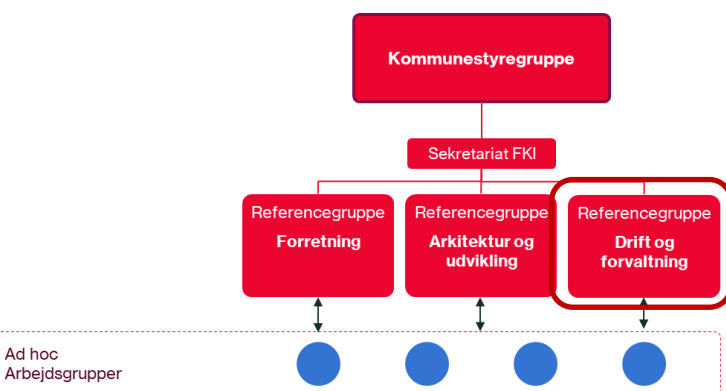 Kommunestyregruppe
Sekretariat FKI
Referencegruppe
Forretning
Referencegruppe
Arkitektur og
udvikling
Referencegruppe
Drift og
forvaltning
Ad hoc
Arbejdsgrupper